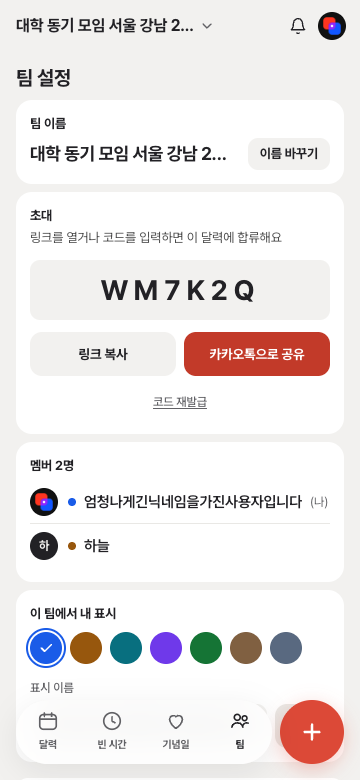 대학 동기 모임 서울 강남 2...
팀 설정
팀 이름
대학 동기 모임 서울 강남 2...
이름 바꾸기
초대
링크를 열거나 코드를 입력하면 이 달력에 합류해요
WM7K2Q
링크 복사
카카오톡으로 공유
코드 재발급
멤버 2명
엄청나게긴닉네임을가진사용자입니다 (나)
하 하늘
이 팀에서 내 표시
표시 이름
달력
빈 시간
기념일
팀